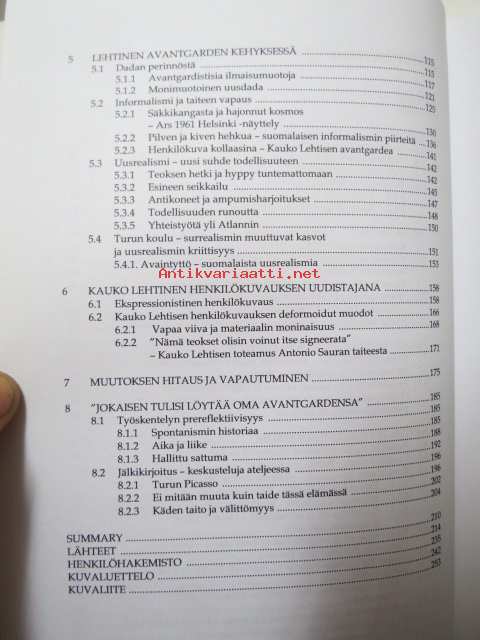 5 LEHTINEN AVANTGARDEN KEHYKSESSÄ ........ 115
5.1 Dadan perinnöstä ........ 115
5.1.1 Avantgardistisia ilmaisumuotoja ........ 117
5.1.2 Monimuotoinen uusdada ........ 121
5.2 Informalismi ja taiteen vapaus ........ 125
5.2.1 Säkkikangasta ja hajonnut kosmos
– Ars 1961 Helsinki -näyttely ........ 130
5.2.2 Pilven ja kiven hehkua – suomalaisen informalismin piirteitä ... 136
5.2.3 Henkilökuva kollaasina – Kauko Lehtisen avantgardea ........ 141
5.3 Uusrealismi – uusi suhde todellisuuteen ........ 142
5.3.1 Teoksen hetki ja hyppy tuntemattomaan ........ 142
5.3.2 Esineen seikkailu ........ 145
5.3.3 Antikoneet ja ampumisharjoitukset ........ 147
5.3.4 Todellisuuden runoutta ........ 148
5.3.5 Yhteistyötä yli Atlannin ........ 150
5.4 Turun koulu – surrealismin muuttuvat kasvot
ja uusrealismin kriittisyys ........ 151
5.4.1. Avaintyttö – suomalaista uusrealismia ........ 153
Antikvariaatti.net
6 KAUKO LEHTINEN HENKILÖKUVAUKSEN UUDISTAJANA ........ 158
6.1 Ekspressionistinen henkilökuvaus ........ 158
6.2 Kauko Lehtisen henkilökuvauksen deformoidut muodot ........ 166
6.2.1 Vapaa viiva ja materiaalin moninaisuus ........ 168
6.2.2 "Nämä teokset olisin voinut itse signeerata"
– Kauko Lehtisen toteamus Antonio Sauran taiteesta ........ 171
7 MUUTOKSEN HITAUS JA VAPAUTUMINEN ........ 175
8 "JOKAISEN TULISI LÖYTÄÄ OMA AVANTGARDENSA" ........ 185
8.1 Työskentelyn prereflektiivisyys ........ 185
8.1.1 Spontanismin historiaa ........ 185
8.1.2 Aika ja liike ........ 188
8.1.3 Hallittu sattuma ........ 192
8.2 Jälkikirjoitus – keskusteluja ateljeessa ........ 196
8.2.1 Turun Picasso ........ 196
8.2.2 Ei mitään muuta kuin taide tässä elämässä ........ 202
8.2.3 Käden taito ja välittömyys ........ 204
SUMMARY ........ 210
LÄHTEET ........ 214
HENKILÖHAKEMISTO ........ 235
KUVALUETTELO ........ 242
KUVALIITE ........ 253